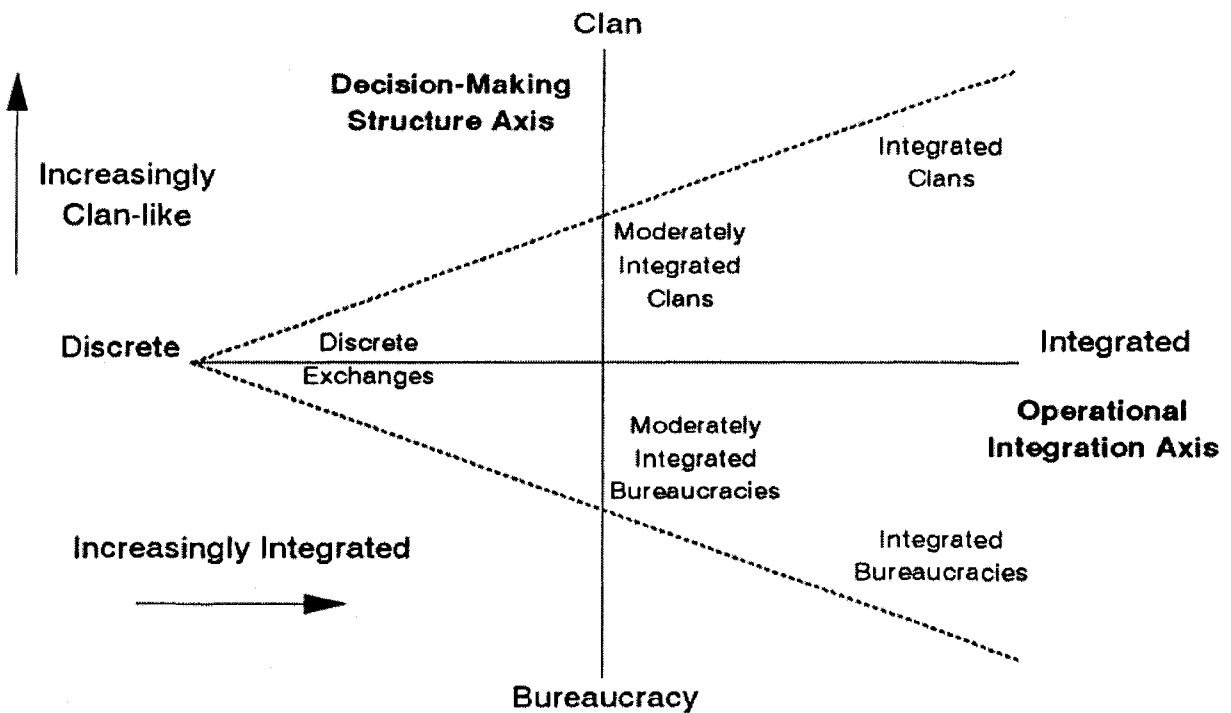 Clan
Decision-Making
Structure Axis
Increasingly
Clan-like
Integrated
Clans
Moderately
Integrated
Clans
Discrete
Discrete
Exchanges
Integrated
Operational
Integration Axis
Moderately
Integrated
Bureaucracies
Increasingly Integrated
Integrated
Bureaucracies
Bureaucracy